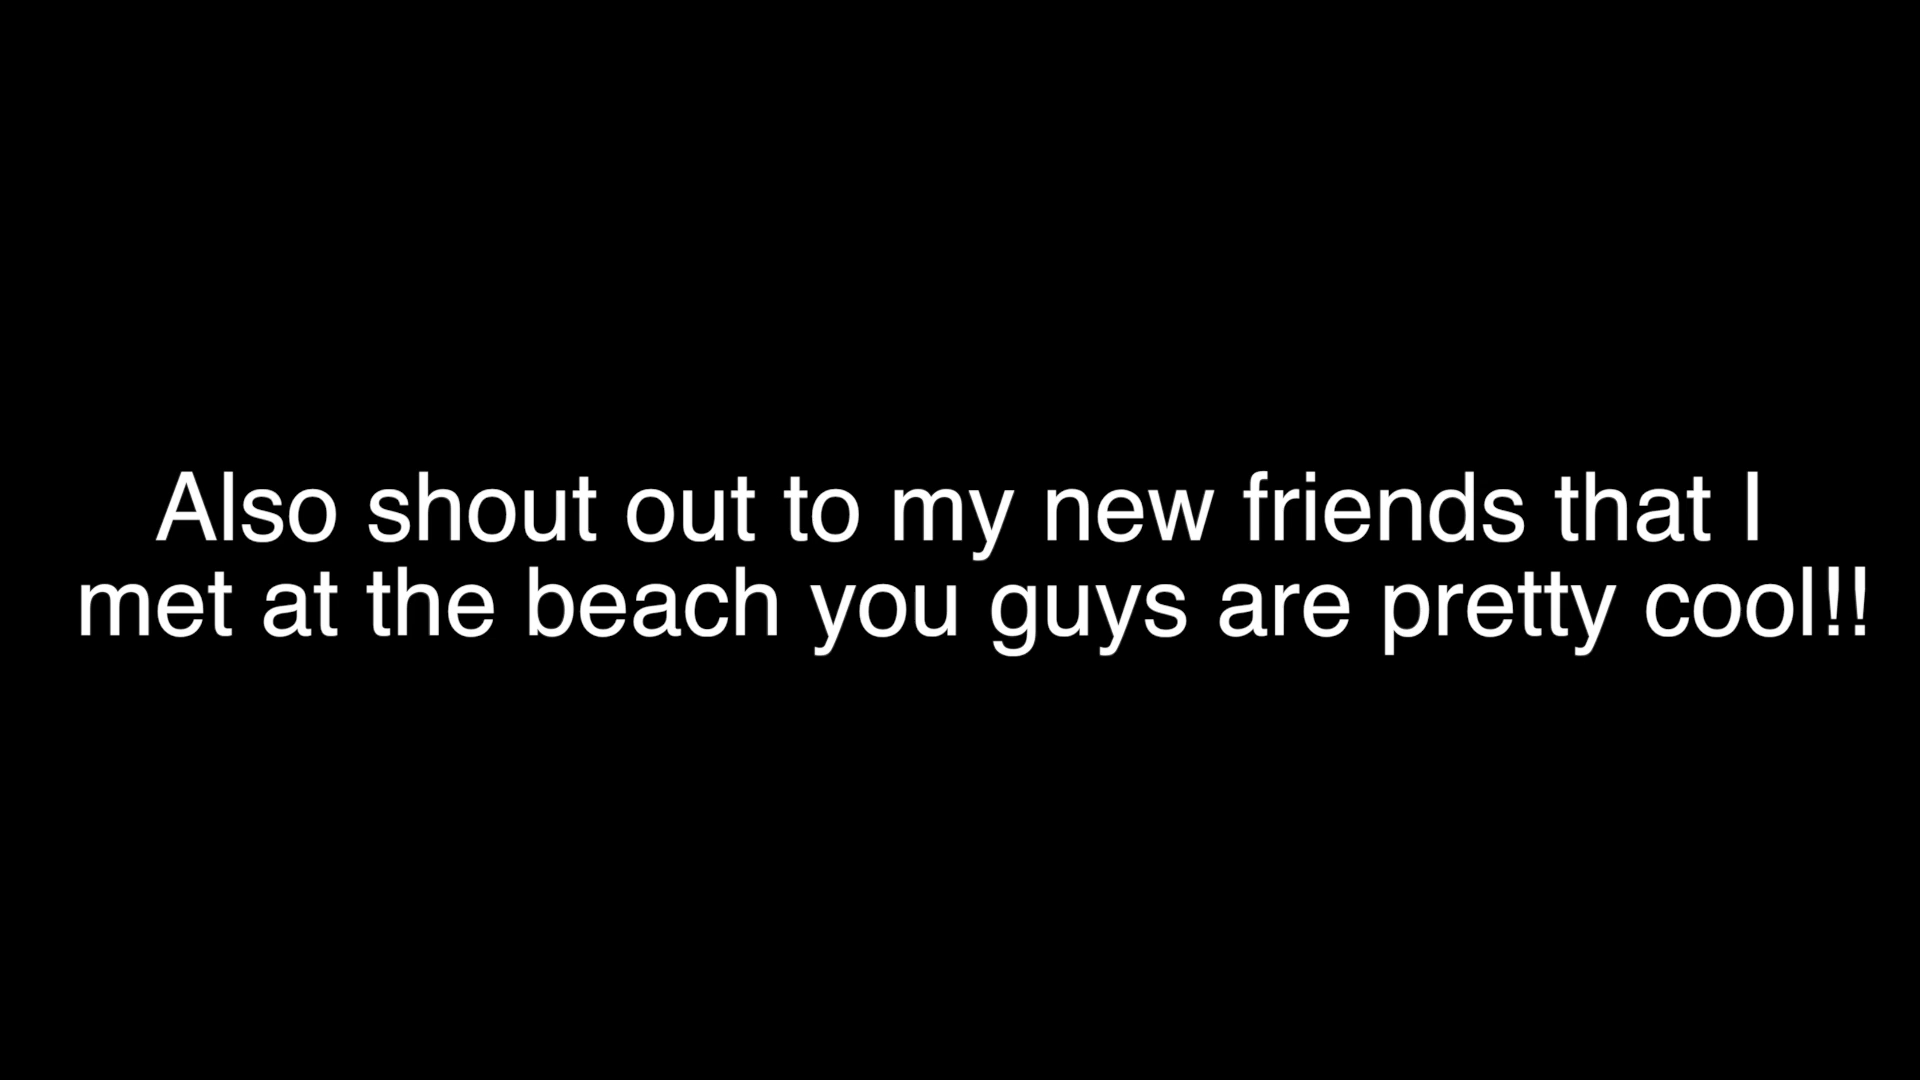 Also shout out to my new friends that I
met at the beach you guys are pretty cool!!